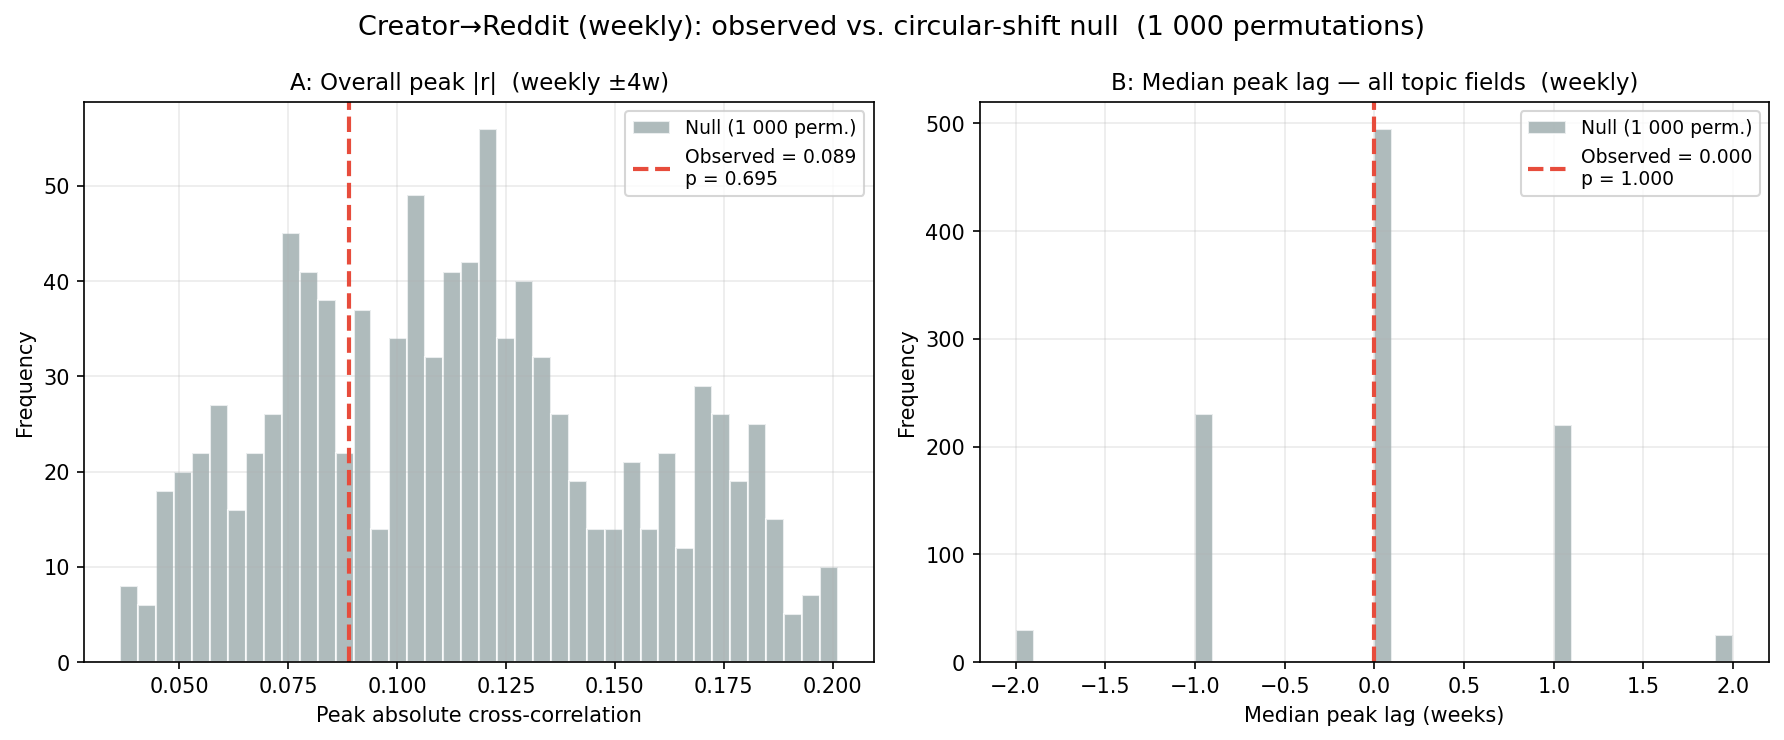 Creator→Reddit (weekly): observed vs. circular-shift null  (1 000 permutations)
A: Overall peak |r|  (weekly ±4w)
Null (1 000 perm.)
Observed = 0.089
p = 0.695
Frequency
50
40
30
20
10
0
0.050
0.075
0.100
0.125
0.150
0.175
0.200
Peak absolute cross-correlation
B: Median peak lag — all topic fields  (weekly)
Null (1 000 perm.)
Observed = 0.000
p = 1.000
Frequency
500
400
300
200
100
0
−2.0
−1.5
−1.0
−0.5
0.0
0.5
1.0
1.5
2.0
Median peak lag (weeks)